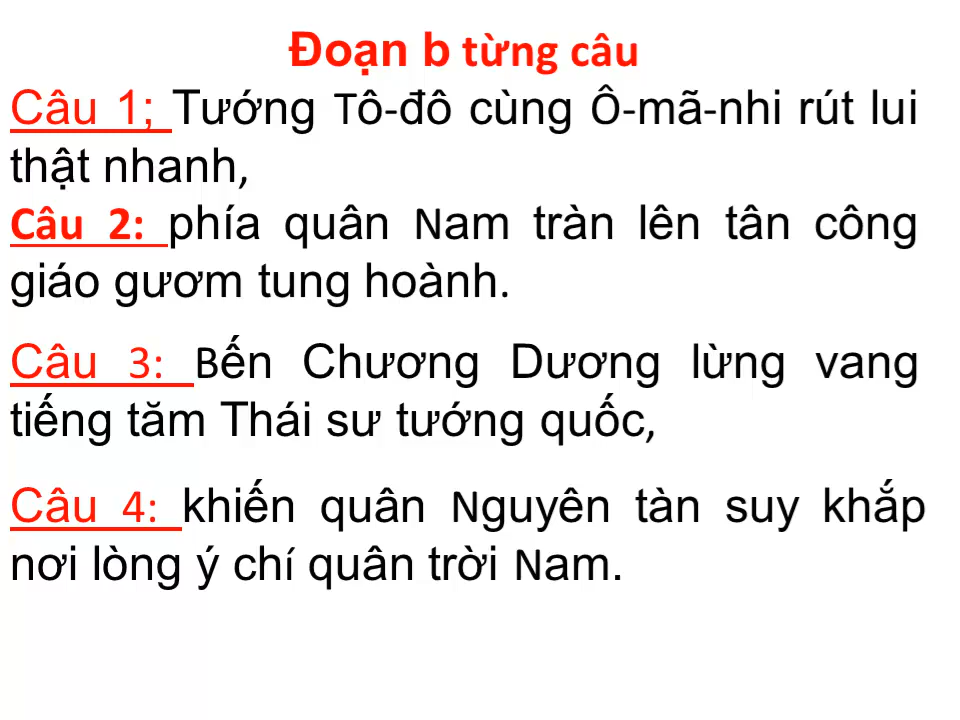 Đoạn b từng câu
Câu 1; Tướng Tô-đô cùng Ô-mã-nhi rút lui
thật nhanh,
Câu 2: phía quân Nam tràn lên tân công
giáo gươm tung hoành.
Câu 3: Bến Chương Dương lừng vang
tiếng tăm Thái sư tướng quốc,
Câu 4: khiến quân Nguyên tàn suy khắp
nơi lòng ý chí quân trời Nam.